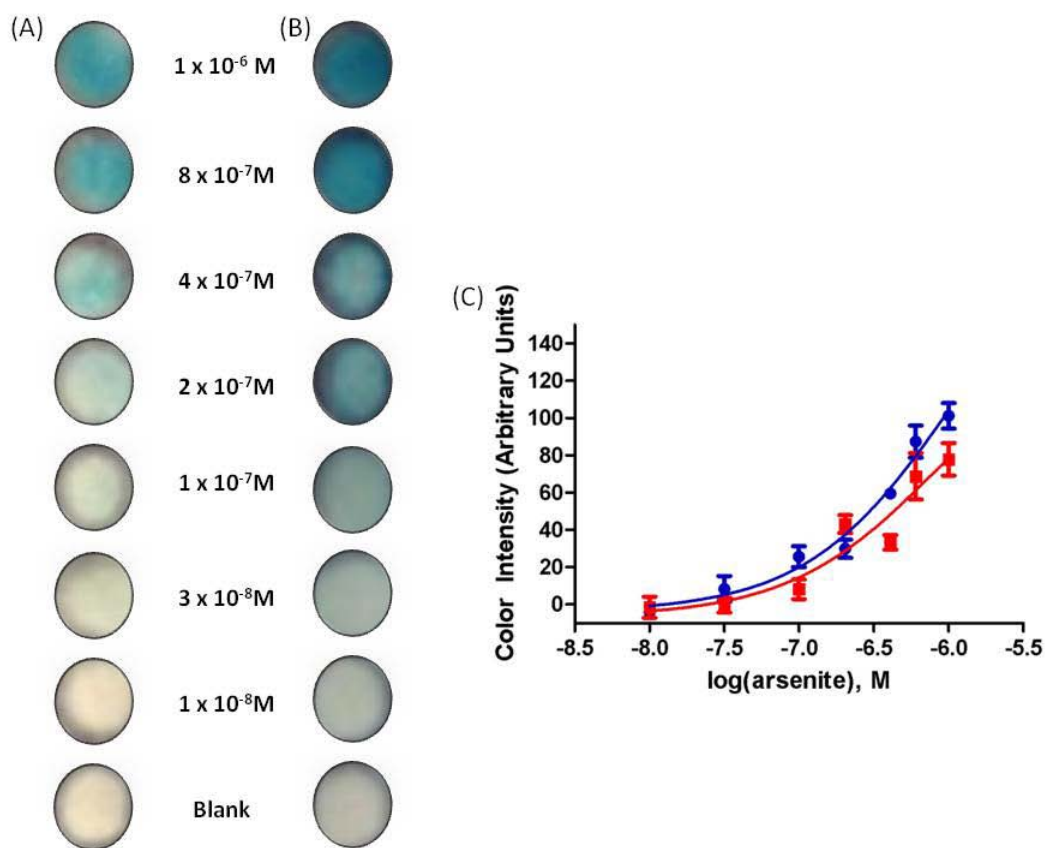 (A)
(B)
1 x 10⁻⁶ M
8 x 10⁻⁷M
4 x 10⁻⁷M
2 x 10⁻⁷M
1 x 10⁻⁷M
3 x 10⁻⁸M
1 x 10⁻⁸M
Blank
(C)
Color Intensity (Arbitrary Units)
140
120
100
80
60
40
20
0
-8.5 -8.0 -7.5 -7.0 -6.5 -6.0 -5.5
log(arsenite), M